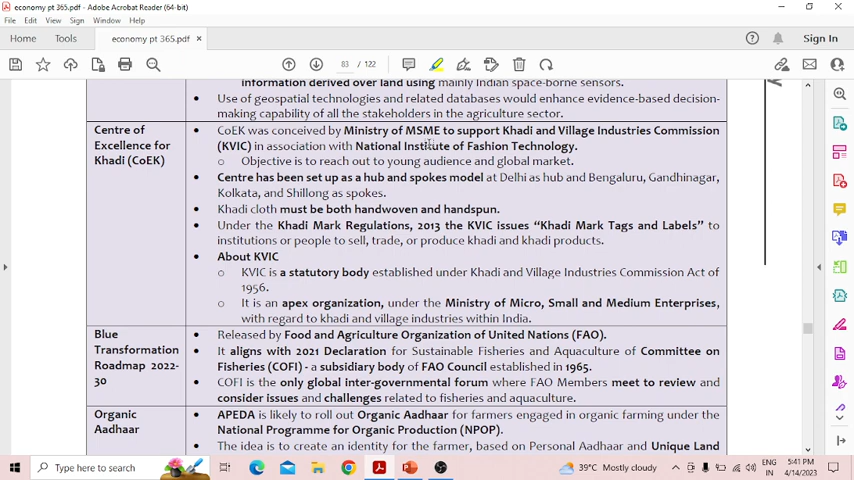 economy pt 365.pdf - Adobe Acrobat Reader (64-bit)
File Edit View Sign Window Help
Home Tools economy pt 365.pdf × Sign In
83 / 122
information derived over land using mainly Indian space-borne sensors.
• Use of geospatial technologies and related databases would enhance evidence-based decision-
making capability of all the stakeholders in the agriculture sector.
Centre of
Excellence for
Khadi (CoEK)
• CoEK was conceived by Ministry of MSME to support Khadi and Village Industries Commission
(KVIC) in association with National Institute of Fashion Technology.
o Objective is to reach out to young audience and global market.
• Centre has been set up as a hub and spokes model at Delhi as hub and Bengaluru, Gandhinagar,
Kolkata, and Shillong as spokes.
• Khadi cloth must be both handwoven and handspun.
• Under the Khadi Mark Regulations, 2013 the KVIC issues “Khadi Mark Tags and Labels” to
institutions or people to sell, trade, or produce khadi and khadi products.
• About KVIC
o KVIC is a statutory body established under Khadi and Village Industries Commission Act of
1956.
o It is an apex organization, under the Ministry of Micro, Small and Medium Enterprises,
with regard to khadi and village industries within India.
Blue
Transformation
Roadmap 2022-
30
• Released by Food and Agriculture Organization of United Nations (FAO).
• It aligns with 2021 Declaration for Sustainable Fisheries and Aquaculture of Committee on
Fisheries (COFI) - a subsidiary body of FAO Council established in 1965.
• COFI is the only global inter-governmental forum where FAO Members meet to review and
consider issues and challenges related to fisheries and aquaculture.
Organic
Aadhaar
• APEDA is likely to roll out Organic Aadhaar for farmers engaged in organic farming under the
National Programme for Organic Production (NPOP).
• The idea is to create an identity for the farmer, based on Personal Aadhaar and Unique Land
Type here to search
39°C Mostly cloudy
ENG
IN
5:41 PM
4/14/2023